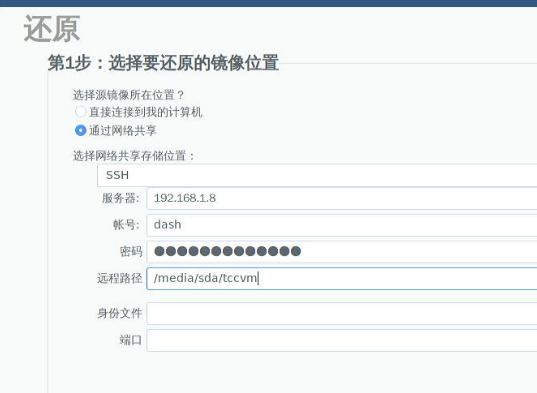 还原
第1步：选择要还原的镜像位置
选择源镜像所在位置？
直接连接到我的计算机
通过网络共享
选择网络共享存储位置：
SSH
服务器: 192.168.1.8
帐号: dash
密码 ●●●●●●●●●●●●●
远程路径 /media/sda/tccvm
身份文件
端口